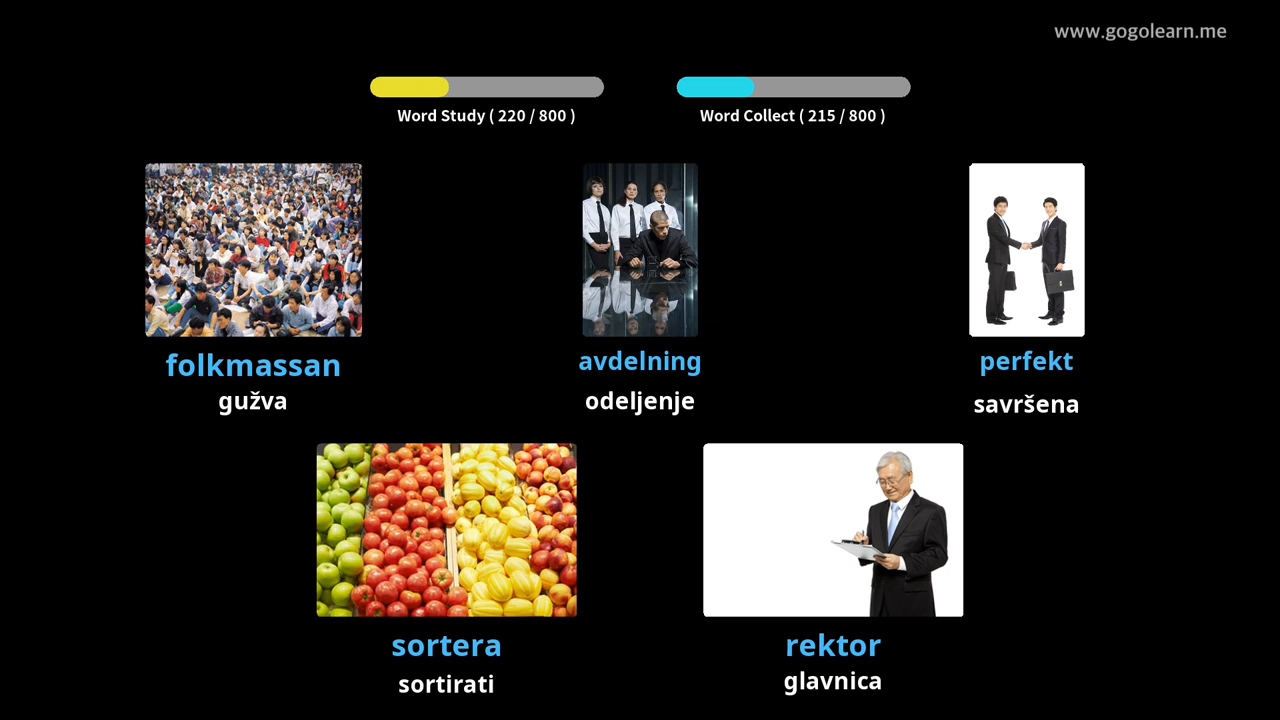 www.gogolearn.me
Word Study ( 220 / 800 )
Word Collect ( 215 / 800 )
folkmassan
gužva
avdelning
odeljenje
perfekt
savršena
sortera
sortirati
rektor
glavnica